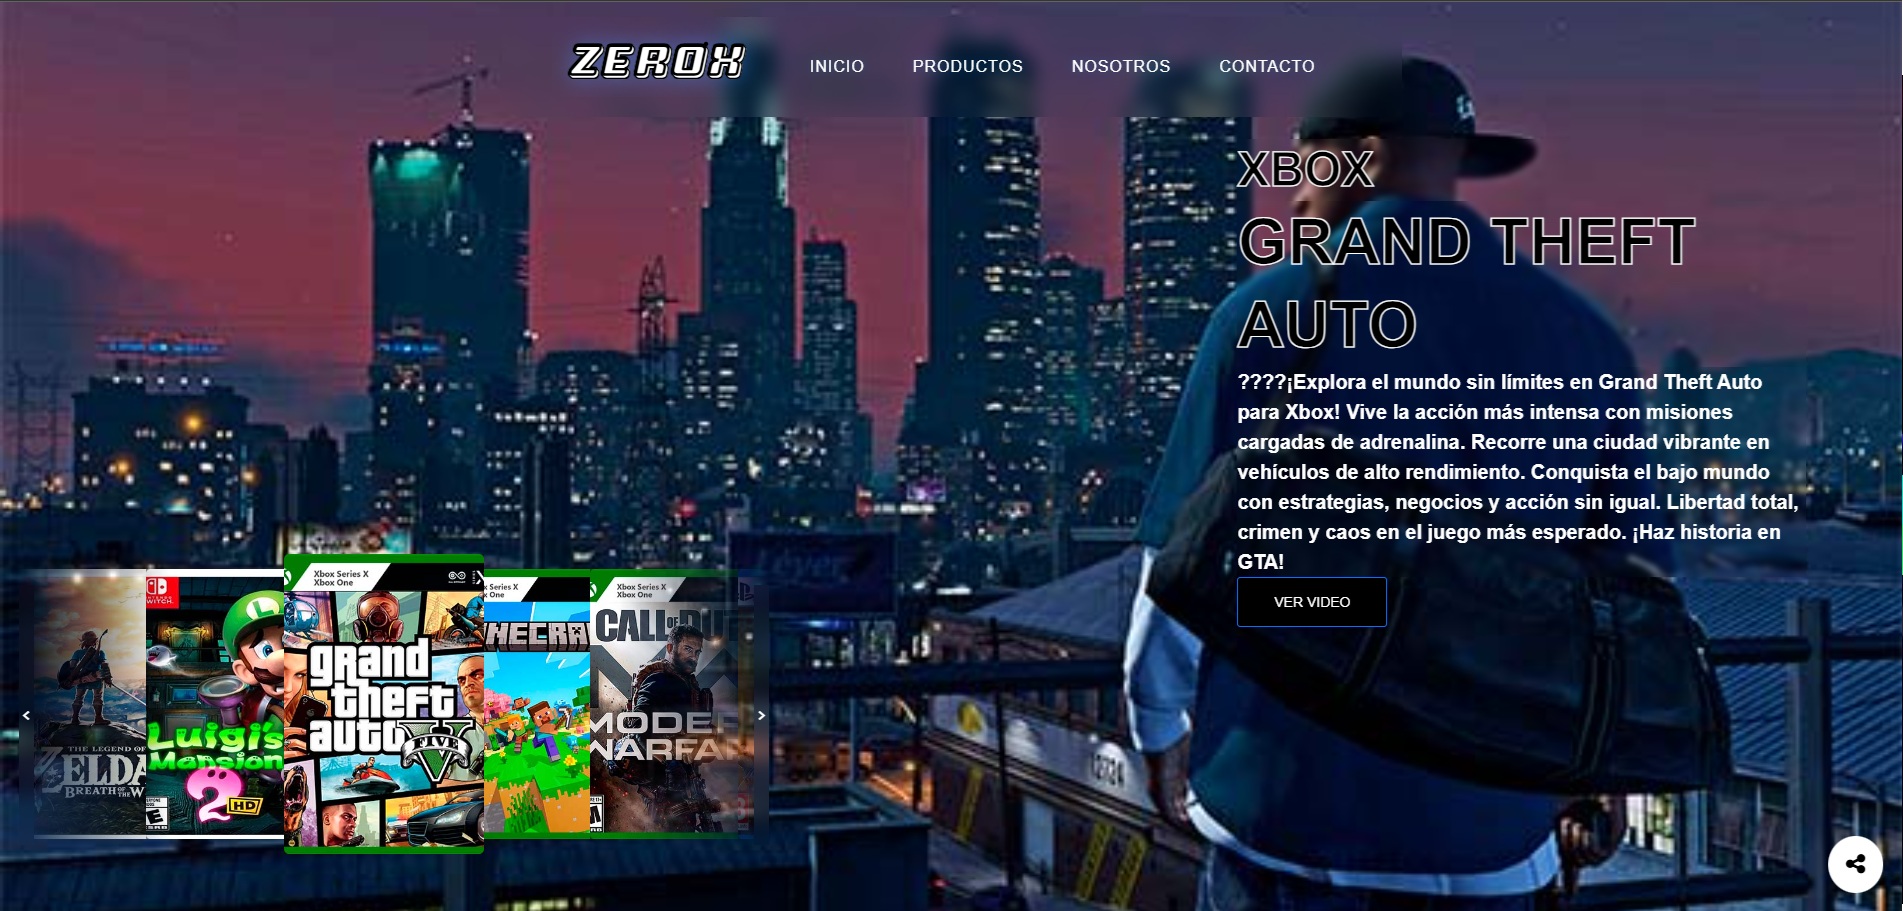 ZEROX
INICIO
PRODUCTOS
NOSOTROS
CONTACTO
XBOX
GRAND THEFT
AUTO
????¡Explora el mundo sin límites en Grand Theft Auto
para Xbox! Vive la acción más intensa con misiones
cargadas de adrenalina. Recorre una ciudad vibrante en
vehículos de alto rendimiento. Conquista el bajo mundo
con estrategias, negocios y acción sin igual. Libertad total,
crimen y caos en el juego más esperado. ¡Haz historia en
GTA!
VER VIDEO
THE LEGEND OF
ZELDA
BREATH OF THE W
Luigi's
Mansion
2 HD
Xbox Series X
Xbox One
grand
theft
auto
FIVE
x Series X
x One
NECRA
Xbox Series X
Xbox One
CALL OF DUT
MODER
WARFA